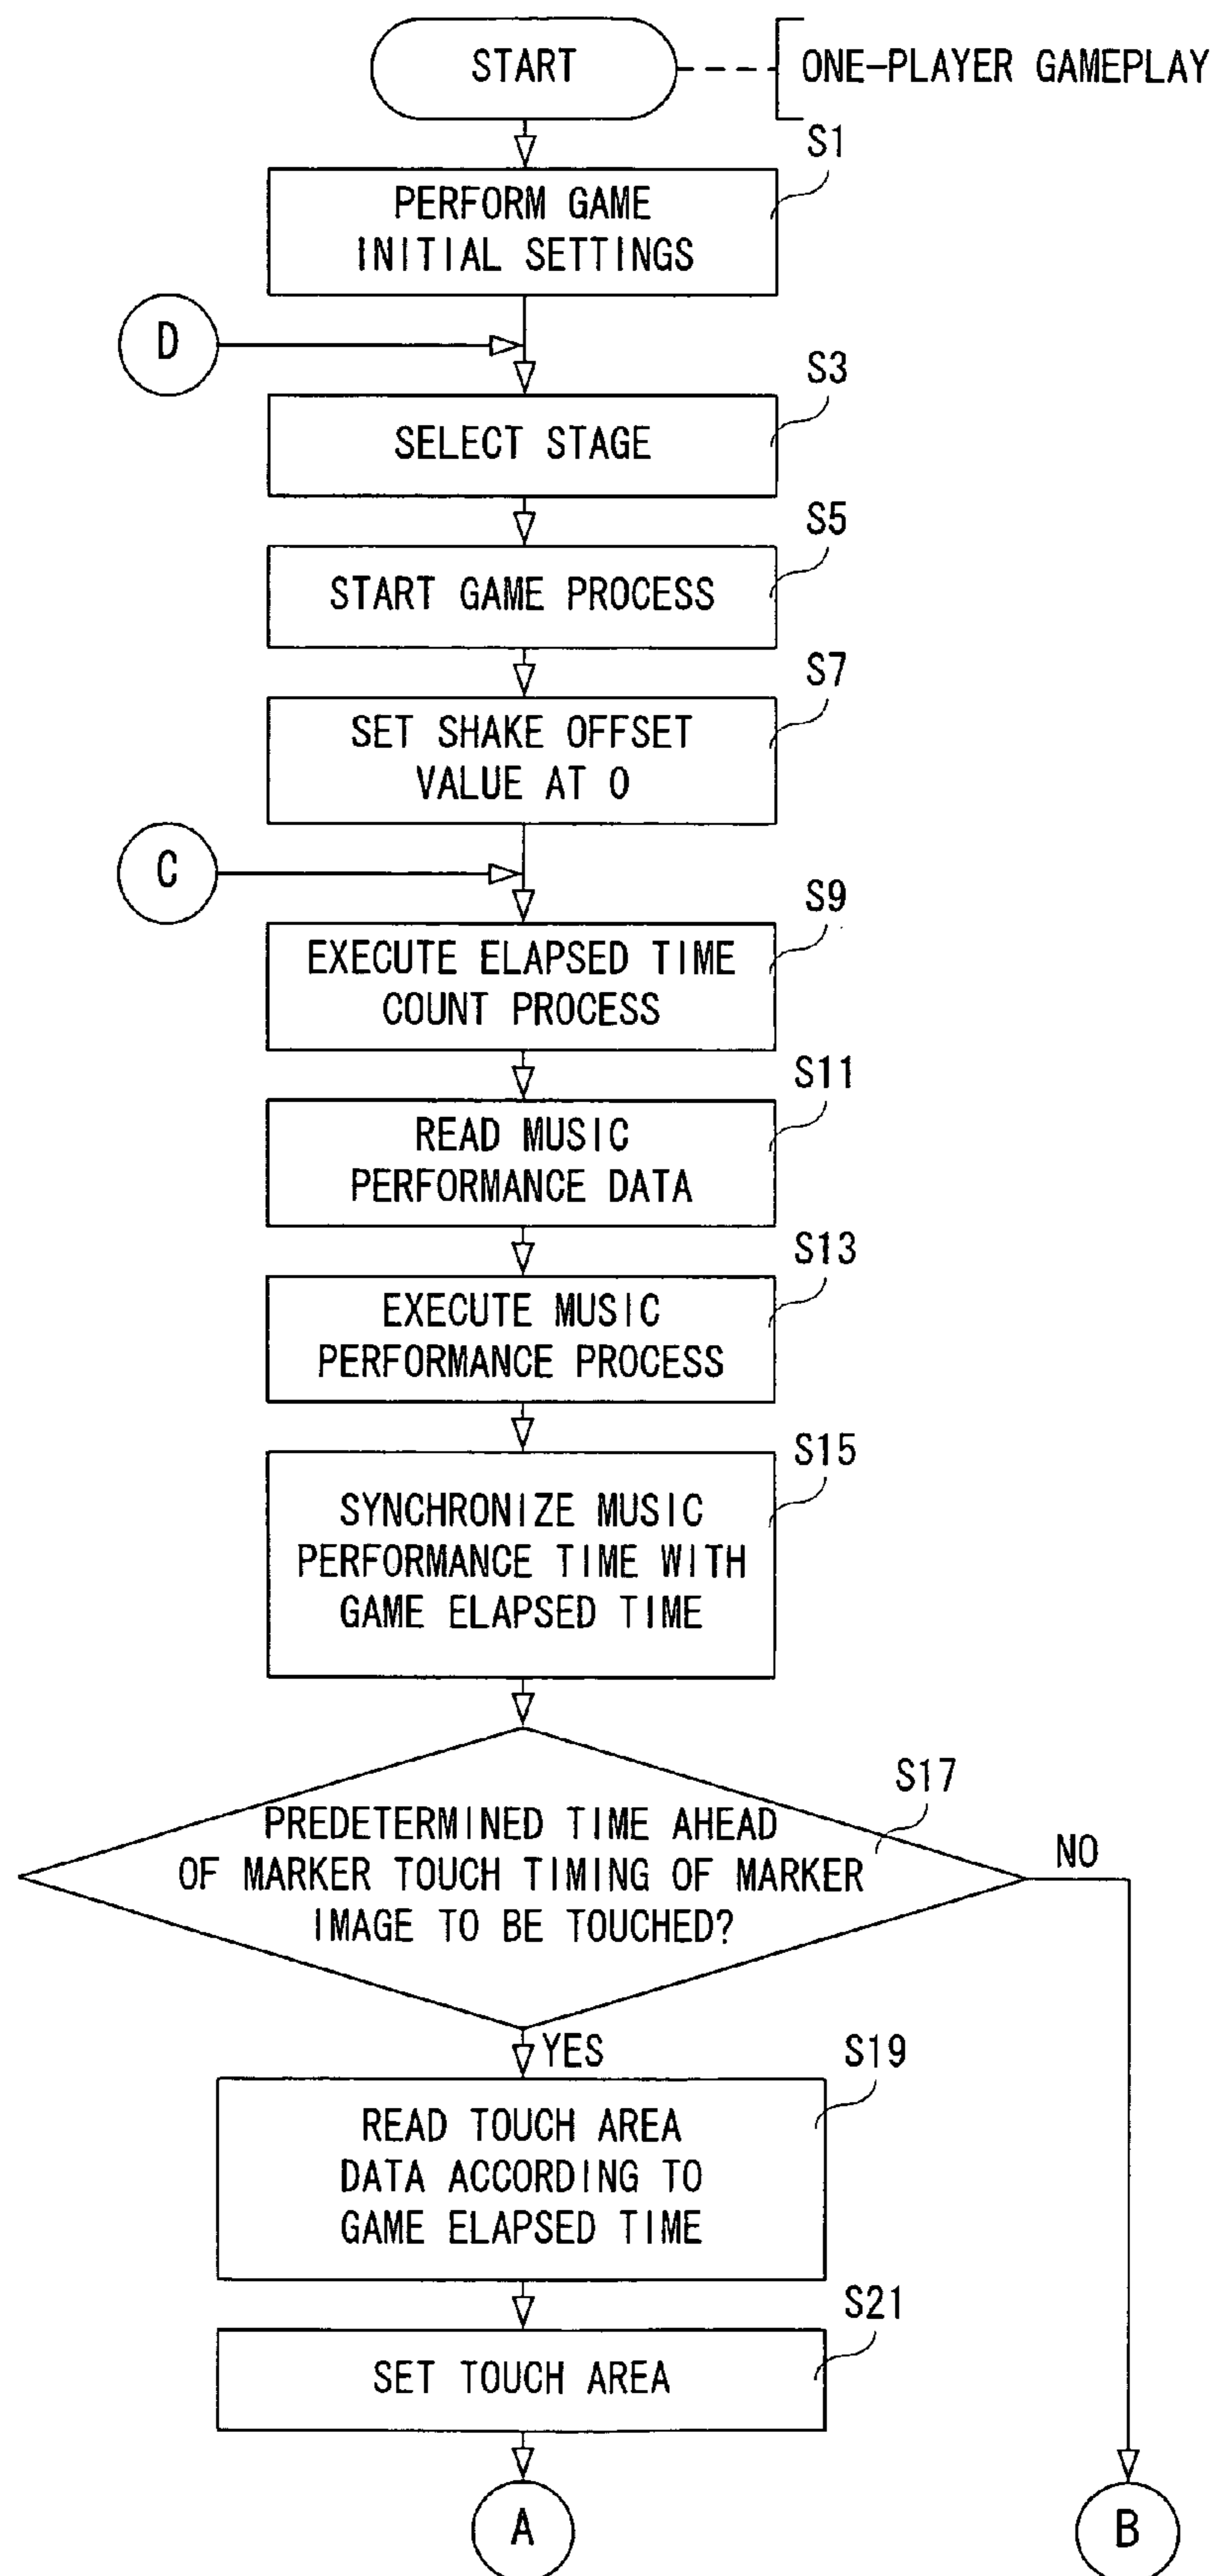 START
ONE-PLAYER GAMEPLAY
S1
PERFORM GAME
INITIAL SETTINGS
D
S3
SELECT STAGE
S5
START GAME PROCESS
S7
SET SHAKE OFFSET
VALUE AT 0
C
S9
EXECUTE ELAPSED TIME
COUNT PROCESS
S11
READ MUSIC
PERFORMANCE DATA
S13
EXECUTE MUSIC
PERFORMANCE PROCESS
S15
SYNCHRONIZE MUSIC
PERFORMANCE TIME WITH
GAME ELAPSED TIME
S17
PREDETERMINED TIME AHEAD
OF MARKER TOUCH TIMING OF MARKER
IMAGE TO BE TOUCHED?
NO
YES
S19
READ TOUCH AREA
DATA ACCORDING TO
GAME ELAPSED TIME
S21
SET TOUCH AREA
A
B